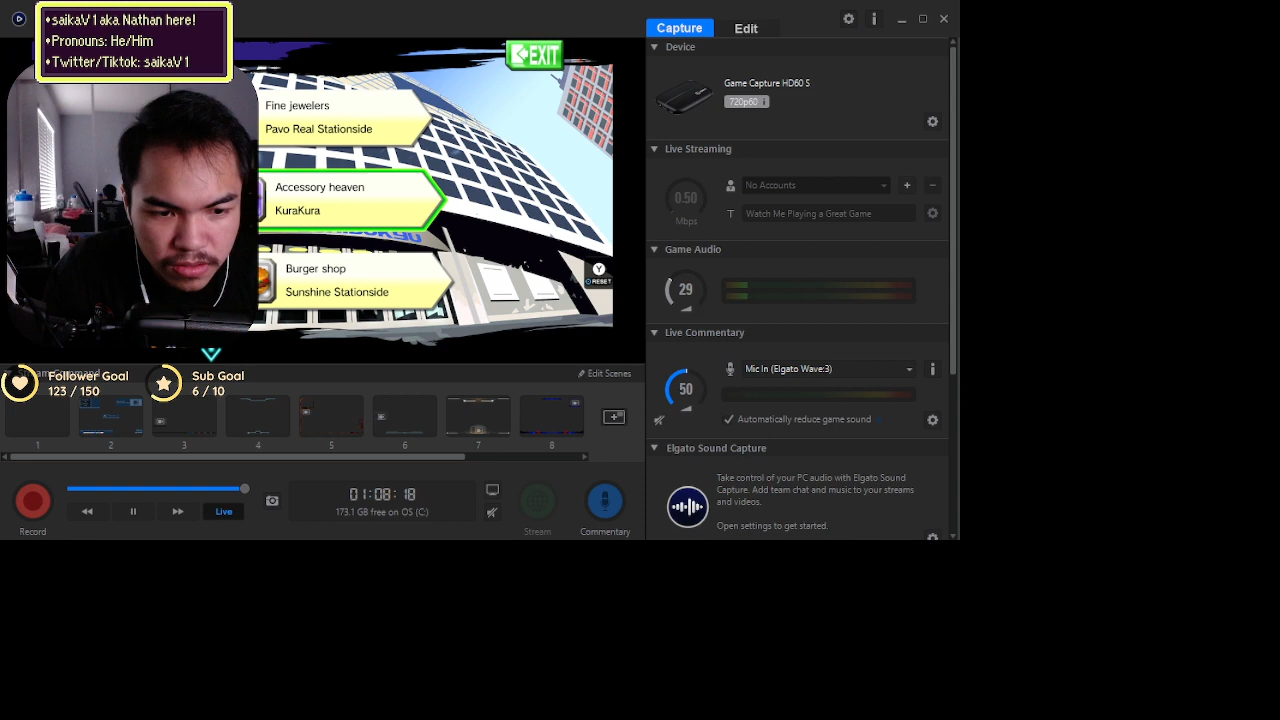 •saikaV1 aka Nathan here!
•Pronouns: He/Him
•Twitter/Tiktok: saikaV1
EXIT
Fine jewelers
Pavo Real Stationside
Accessory heaven
KuraKura
Burger shop
Sunshine Stationside
Y
RESET
Follower Goal
123 / 150
Sub Goal
6 / 10
Edit Scenes
1 2 3 4 5 6 7 8
Live
01:08:18
173.1 GB free on OS (C:)
Record
Stream
Commentary
Capture
Edit
Device
Game Capture HD60 S
720p60
Live Streaming
0.50
Mbps
No Accounts
T Watch Me Playing a Great Game
Game Audio
29
Live Commentary
50
Mic In (Elgato Wave:3)
Automatically reduce game sound
Elgato Sound Capture
Take control of your PC audio with Elgato Sound
Capture. Add team chat and music to your streams
and videos.
Open settings to get started.